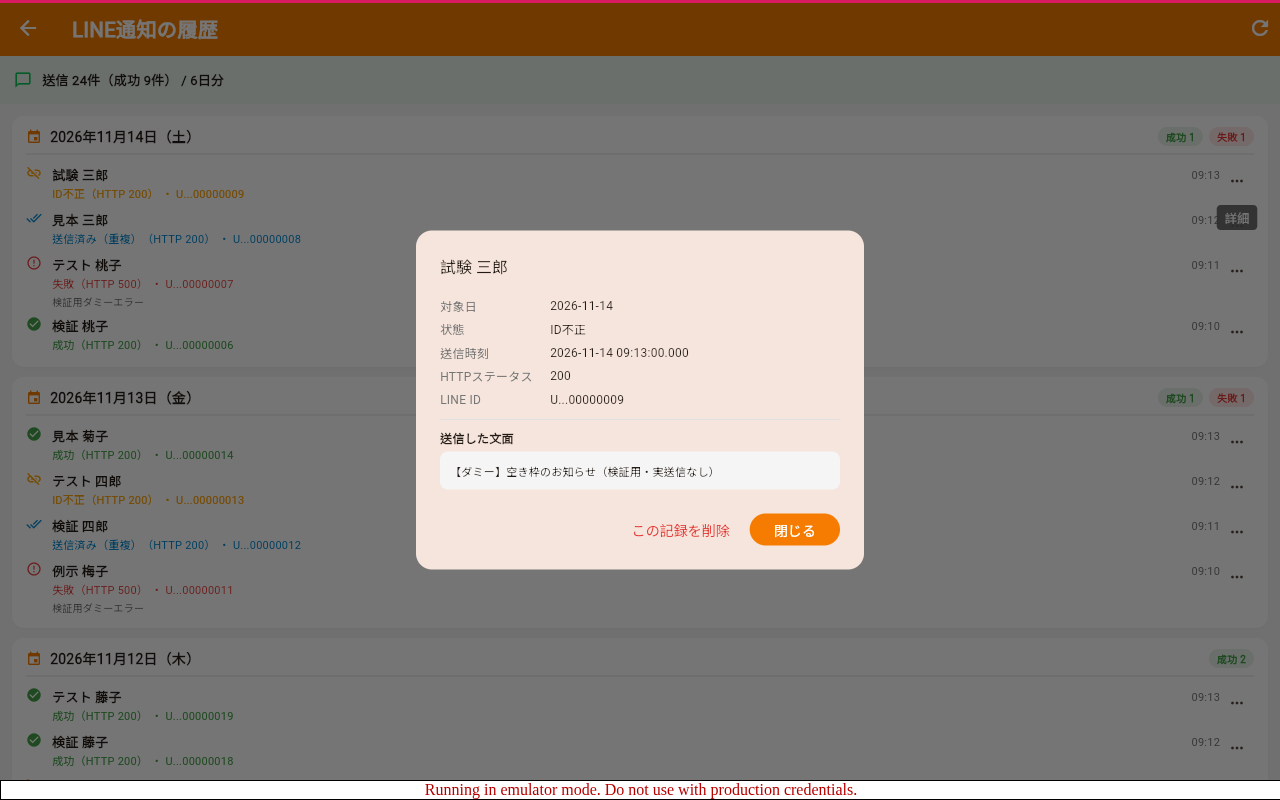 LINE通知の履歴
送信 24件（成功 9件） / 6日分
2026年11月14日（土）
成功 1
失敗 1
試験 三郎
09:13
ID不正（HTTP 200） ・ U...00000009
見本 三郎
09:12
詳細
送信済み（重複）（HTTP 200） ・ U...00000008
テスト 桃子
09:11
失敗（HTTP 500） ・ U...00000007
検証用ダミーエラー
検証 桃子
09:10
成功（HTTP 200） ・ U...00000006
試験 三郎
対象日 2026-11-14
状態 ID不正
送信時刻 2026-11-14 09:13:00.000
HTTPステータス 200
LINE ID U...00000009
送信した文面
【ダミー】空き枠のお知らせ（検証用・実送信なし）
この記録を削除
閉じる
2026年11月13日（金）
成功 1
失敗 1
見本 菊子
09:13
成功（HTTP 200） ・ U...00000014
テスト 四郎
09:12
ID不正（HTTP 200） ・ U...00000013
検証 四郎
09:11
送信済み（重複）（HTTP 200） ・ U...00000012
例示 梅子
09:10
失敗（HTTP 500） ・ U...00000011
検証用ダミーエラー
2026年11月12日（木）
成功 2
テスト 藤子
09:13
成功（HTTP 200） ・ U...00000019
検証 藤子
09:12
成功（HTTP 200） ・ U...00000018
Running in emulator mode. Do not use with production credentials.